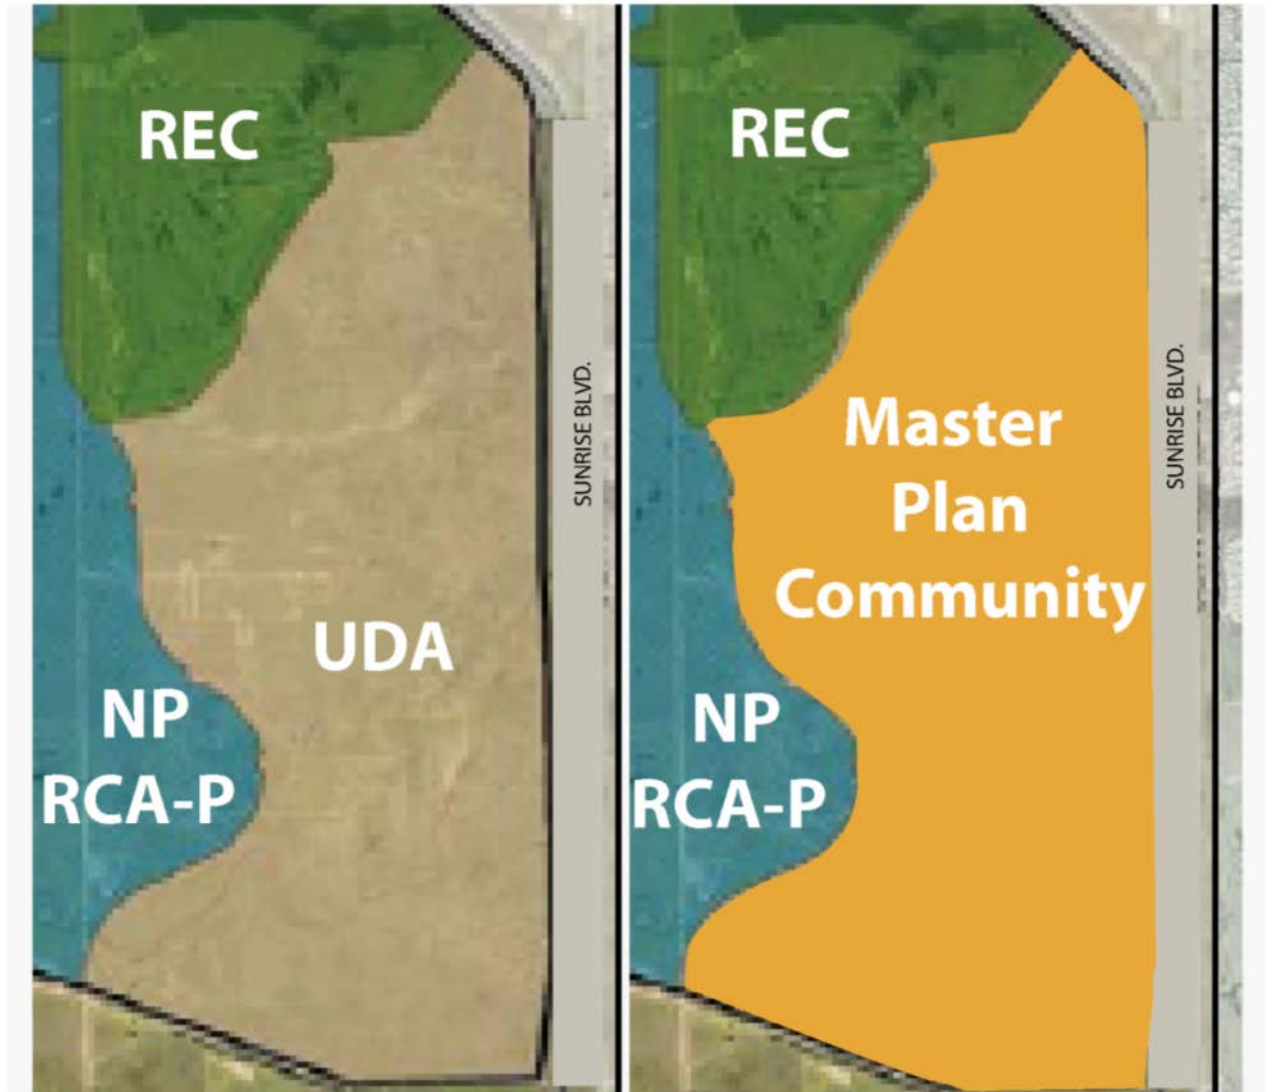 REC
SUNRISE BLVD.
UDA
NP
RCA-P
REC
Master
Plan
Community
SUNRISE BLVD.
NP
RCA-P